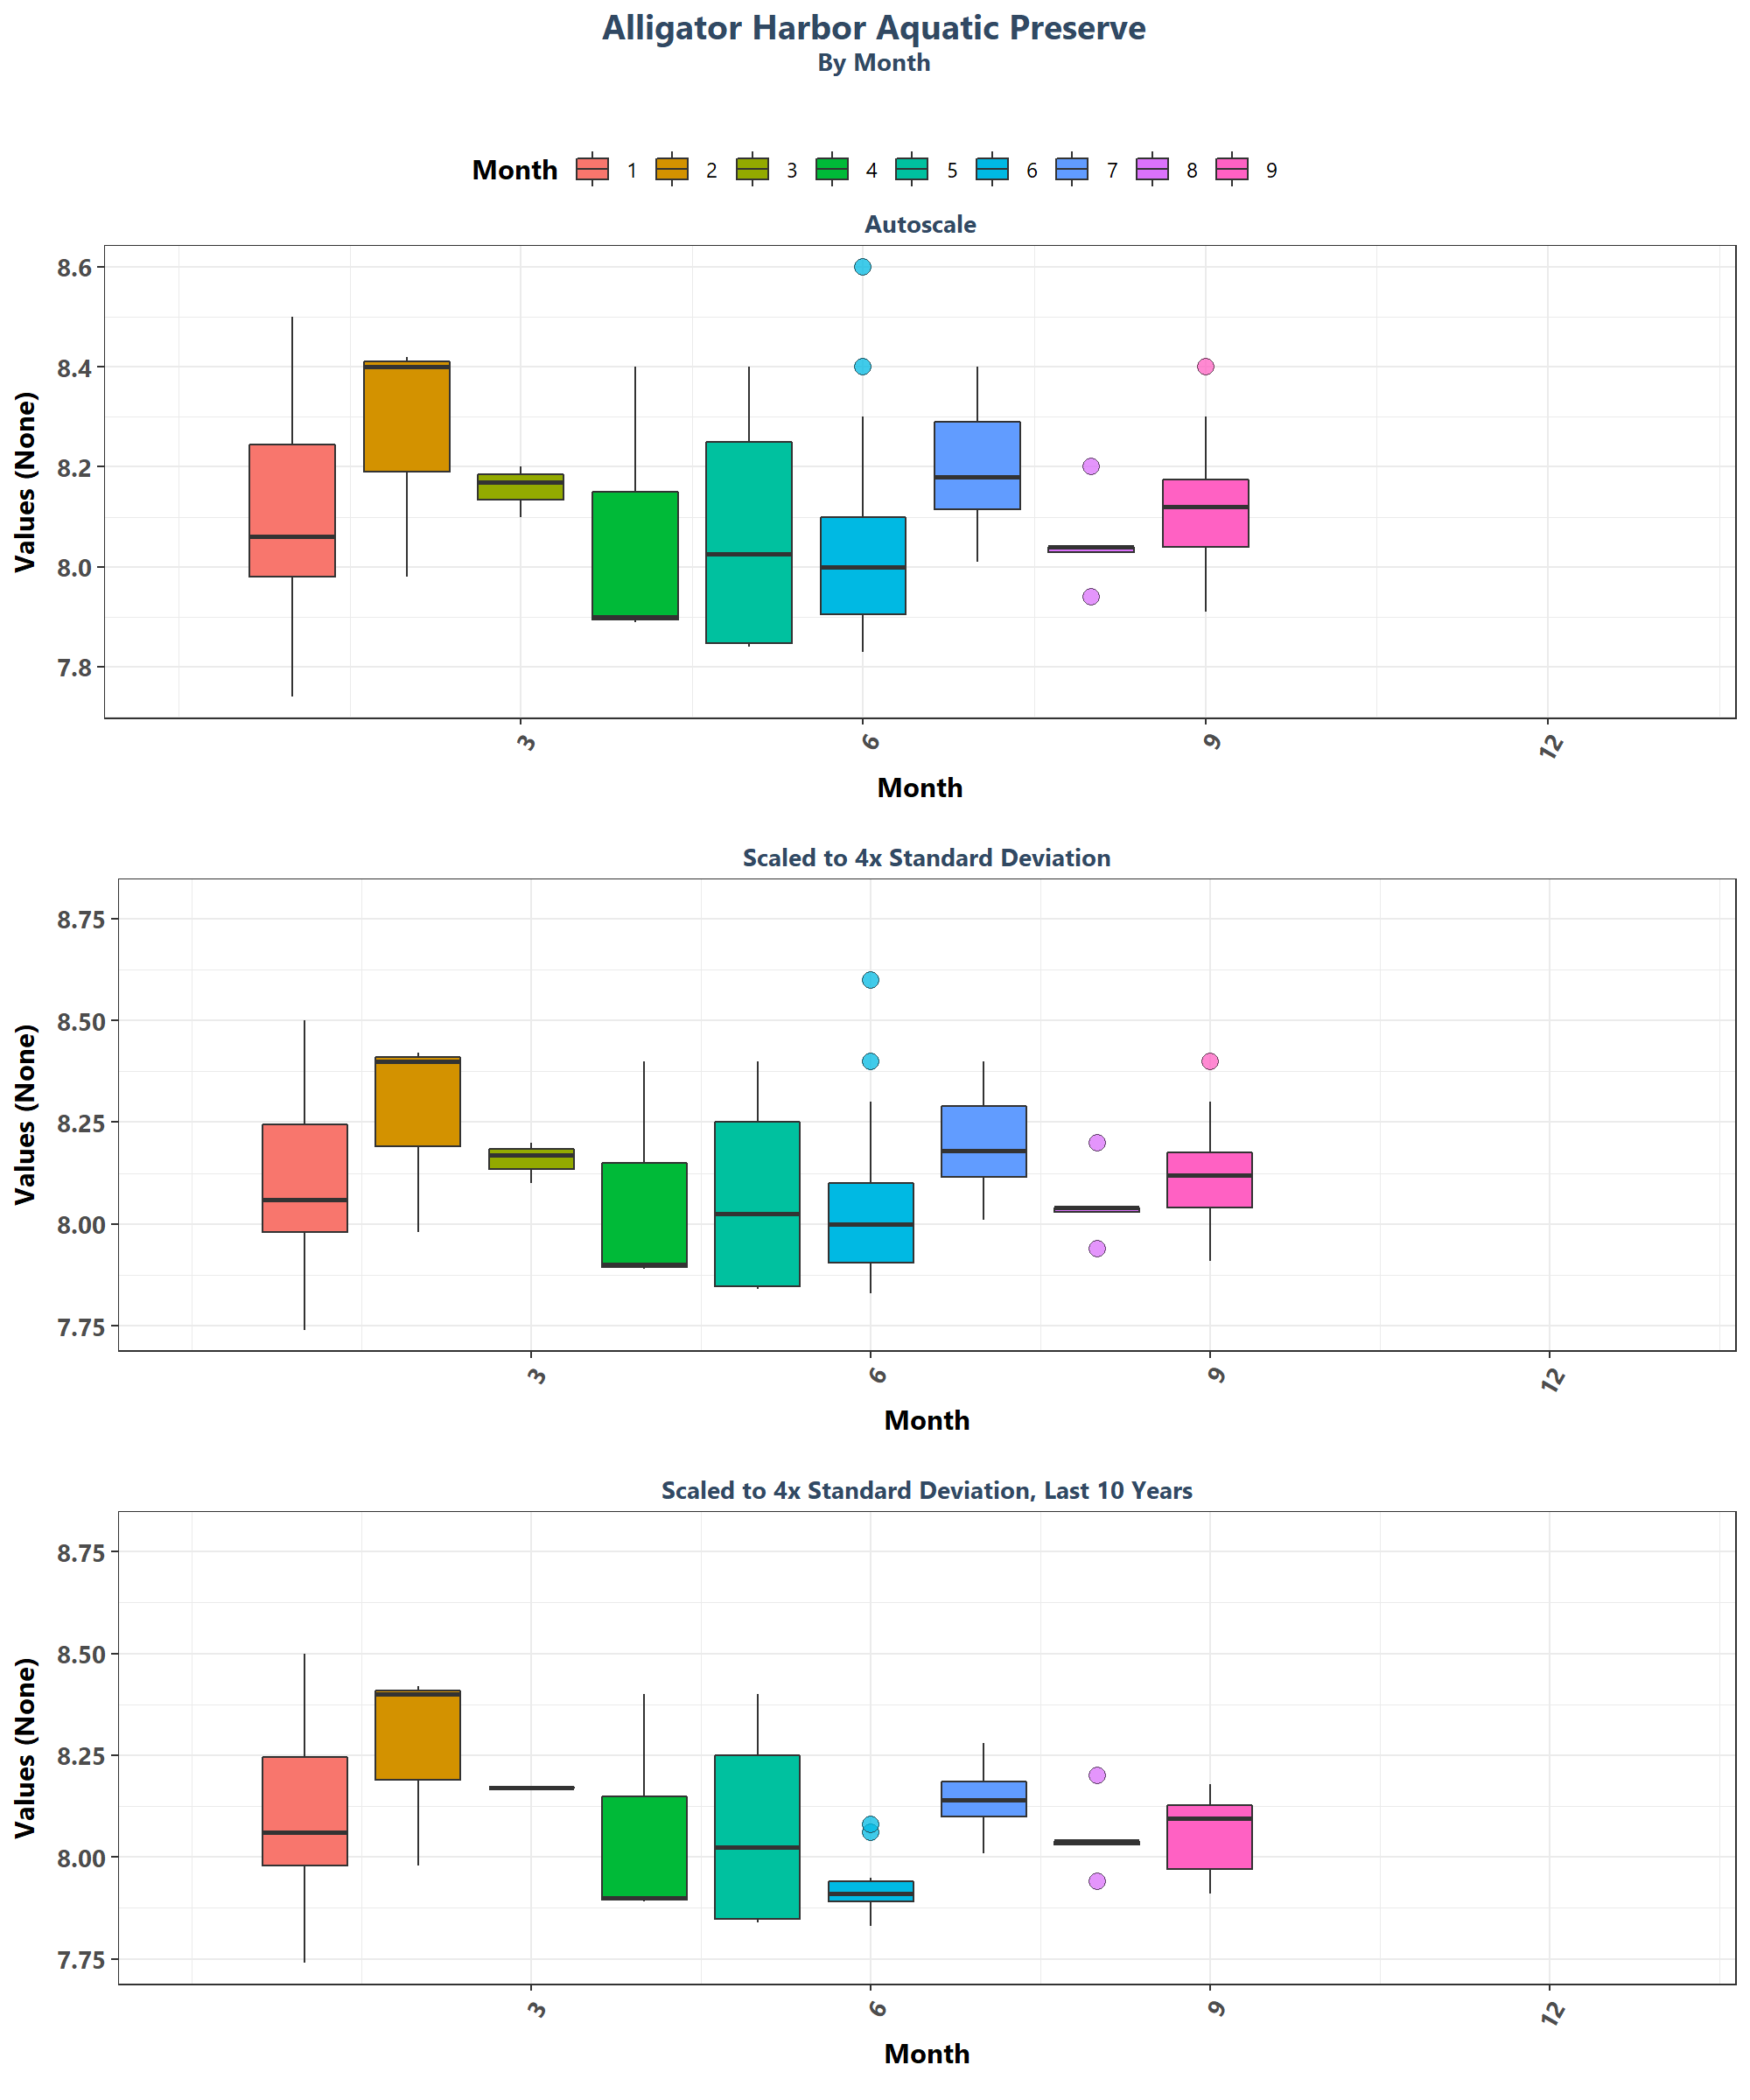 Alligator Harbor Aquatic Preserve
By Month
Month 1 2 3 4 5 6 7 8 9
Autoscale
Values (None)
8.6
8.4
8.2
8.0
7.8
3 6 9 12
Month
Scaled to 4x Standard Deviation
Values (None)
8.75
8.50
8.25
8.00
7.75
3 6 9 12
Month
Scaled to 4x Standard Deviation, Last 10 Years
Values (None)
8.75
8.50
8.25
8.00
7.75
3 6 9 12
Month